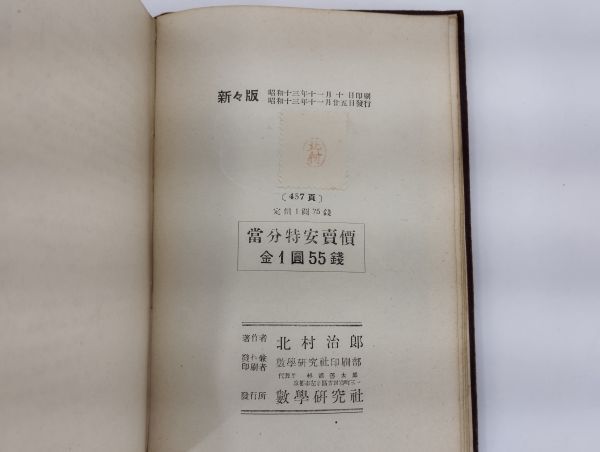 新々版
昭和十三年十一月十日印刷
昭和十三年十一月廿五日發行
北村
(457頁)
定價1圓75錢
當分特安賣價
金1圓55錢
著作者 北村治郎
發行兼印刷者 數學研究社印刷部
發行所 數學研究社